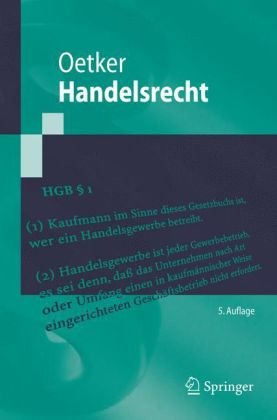 Oetker
Handelsrecht
HGB § 1
(1) Kaufmann im Sinne dieses Gesetzbuchs ist,
wer ein Handelsgewerbe betreibt.
(2) Handelsgewerbe ist jeder Gewerbebetrieb,
es sei denn, daß das Unternehmen nach Art
oder Umfang einen in kaufmännischer Weise
eingerichteten Geschäftsbetrieb nicht erfordert.
5. Auflage
Springer